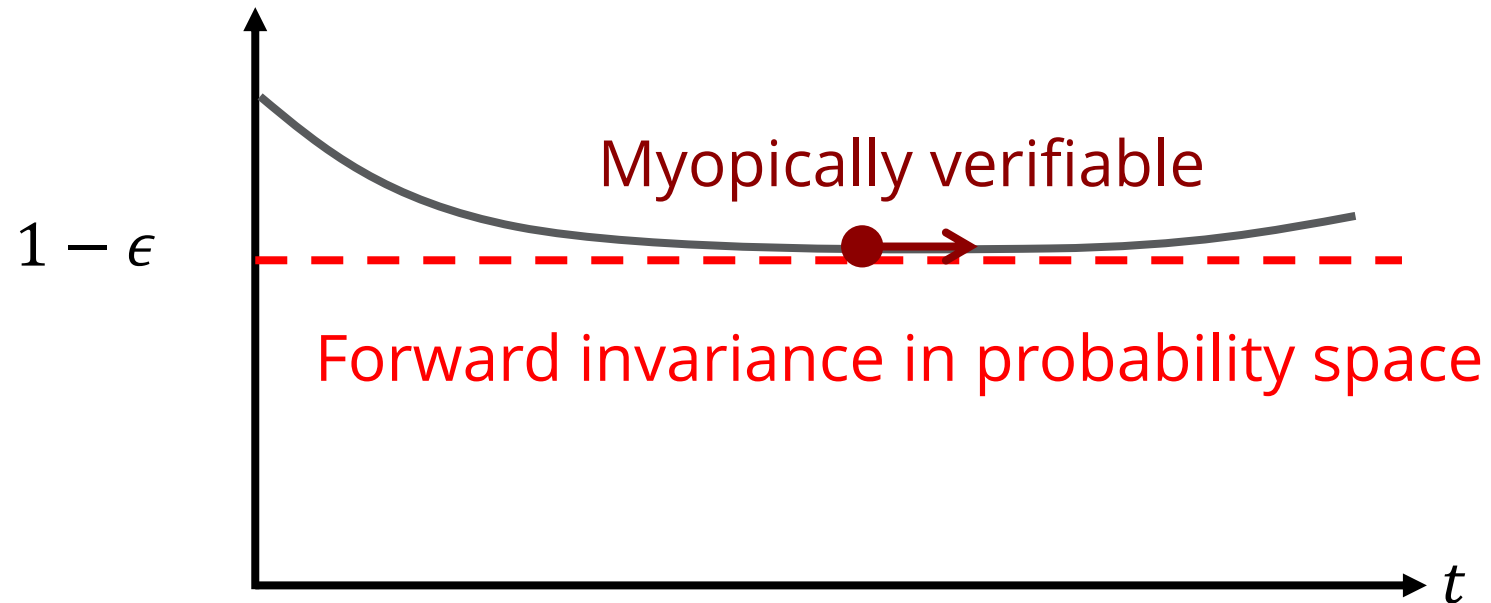 Myopically verifiable
1 − ϵ
Forward invariance in probability space
t